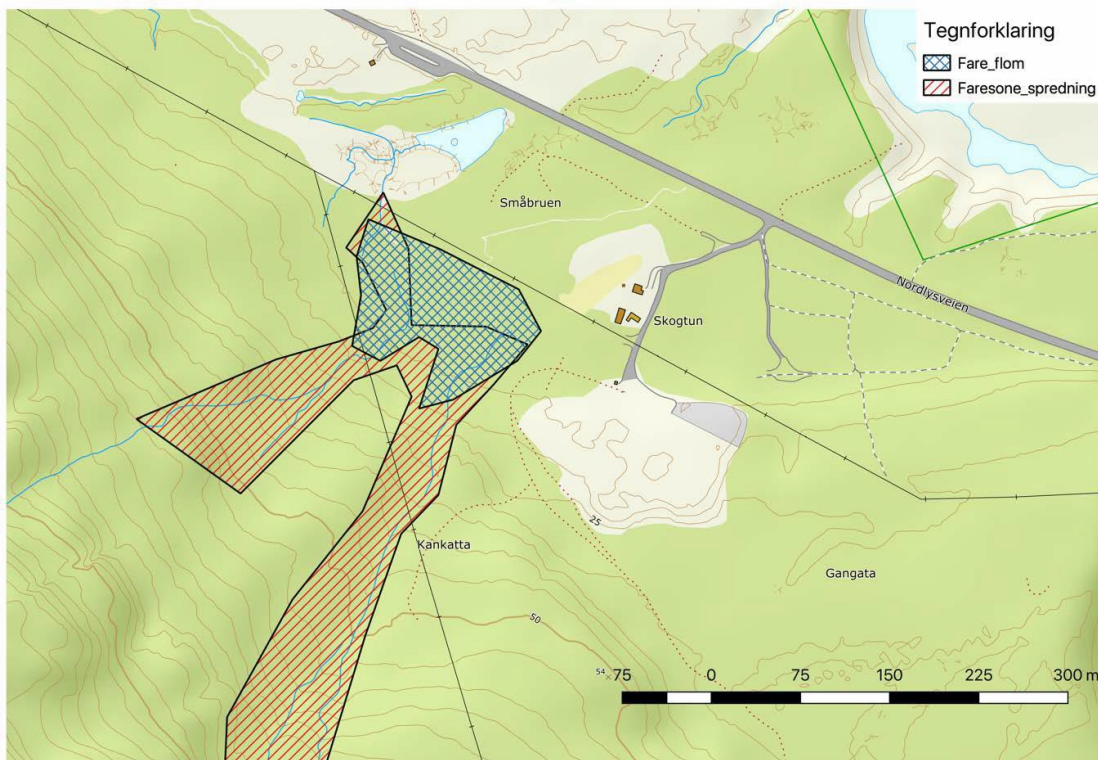 Tegnforklaring
Fare_flom
Faresone_spredning
Småbruen
Nordlysveien
Skogtun
25
Kankatta
Gangata
50
54
75 0 75 150 225 300 m